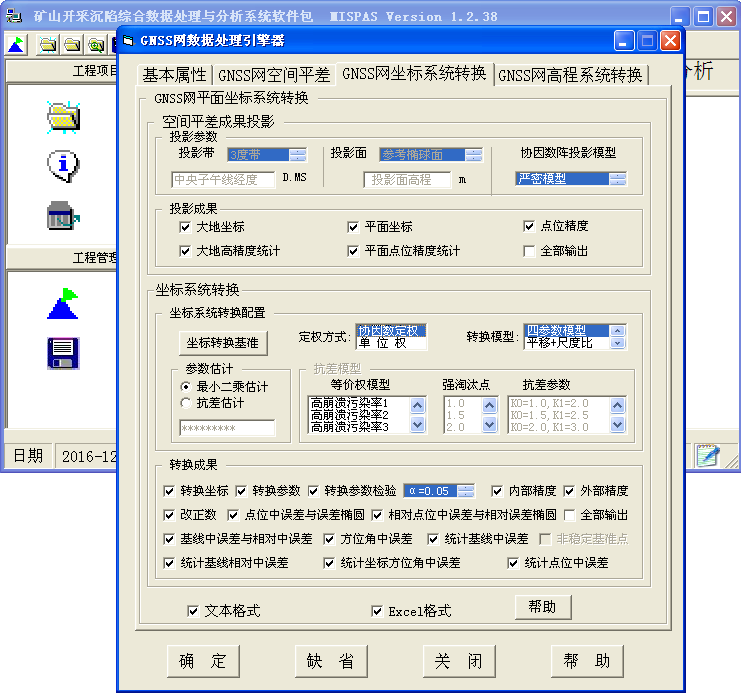 矿山开采沉陷综合数据处理与分析系统软件包 MISPAS Version 1.2.38
GNSS网数据处理引擎器
工程项目
分析
基本属性 GNSS网空间平差 GNSS网坐标系统转换 GNSS网高程系统转换
GNSS网平面坐标系统转换
空间平差成果投影
投影参数
投影带 3度带 投影面 参考椭球面 协因数阵投影模型
中央子午线经度 D.MS 投影面高程 m 严密模型
投影成果
大地坐标 平面坐标 点位精度
大地高精度统计 平面点位精度统计 全部输出
工程管理
坐标系统转换
坐标系统转换配置
坐标转换基准 定权方式: 协因数定权 转换模型: 四参数模型
单 位 权 平移+尺度比
参数估计 抗差模型
最小二乘估计 等价权模型 强淘汰点 抗差参数
抗差估计 高崩溃污染率1 1.0 K0=1.0,K1=2.0
高崩溃污染率2 1.5 K0=1.5,K1=2.5
********* 高崩溃污染率3 2.0 K0=2.0,K1=3.0
日期 2016-12
转换成果
转换坐标 转换参数 转换参数检验 α=0.05 内部精度 外部精度
改正数 点位中误差与误差椭圆 相对点位中误差与相对误差椭圆 全部输出
基线中误差与相对中误差 方位角中误差 统计基线中误差 非稳定基准点
统计基线相对中误差 统计坐标方位角中误差 统计点位中误差
文本格式 Excel格式 帮助
确 定 缺 省 关 闭 帮 助